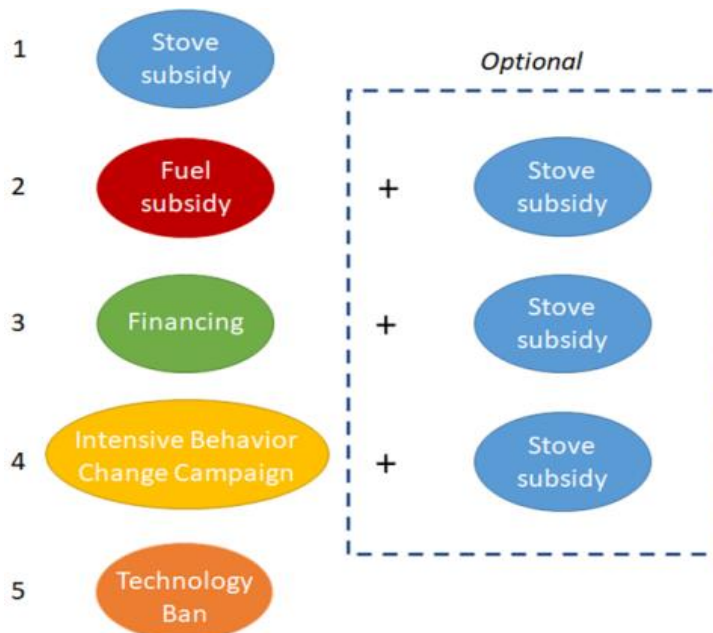 1
Stove
subsidy
Optional
2
Fuel
subsidy
+
Stove
subsidy
3
Financing
+
Stove
subsidy
4
Intensive Behavior
Change Campaign
+
Stove
subsidy
5
Technology
Ban